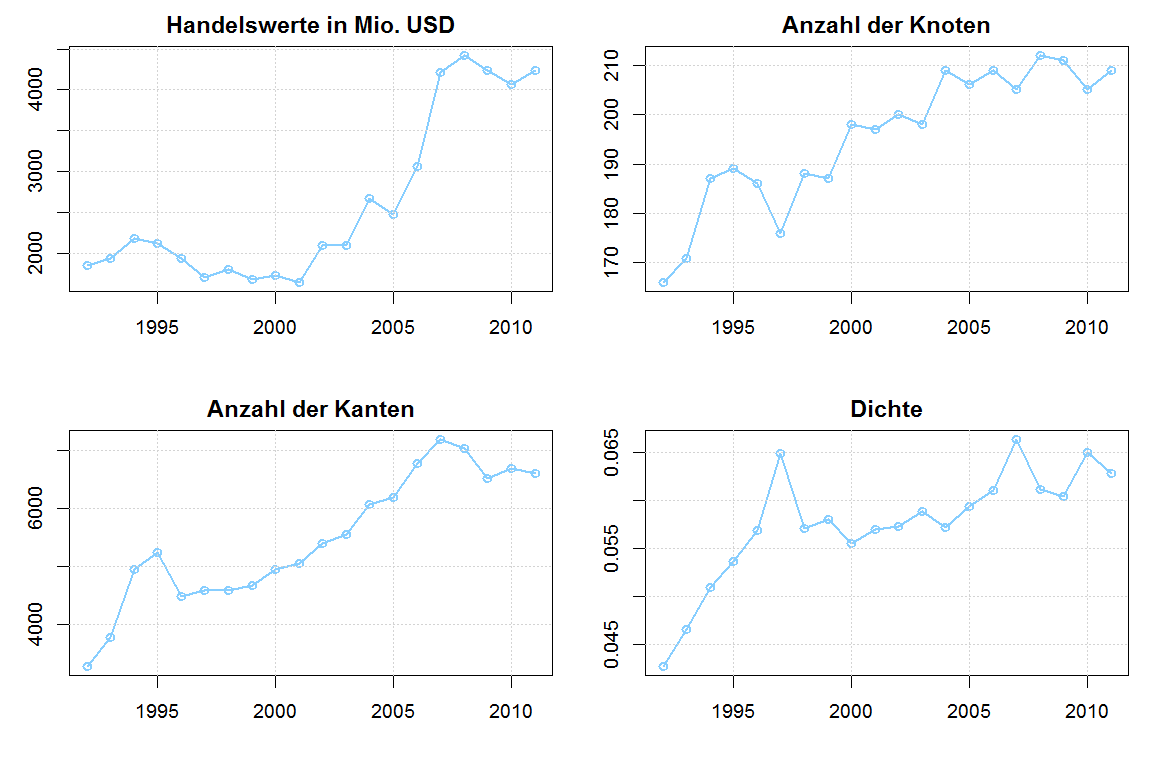 Handelswerte in Mio. USD
4000
3000
2000
1995 2000 2005 2010
Anzahl der Knoten
210
200
190
180
170
1995 2000 2005 2010
Anzahl der Kanten
6000
4000
1995 2000 2005 2010
Dichte
0.065
0.055
0.045
1995 2000 2005 2010